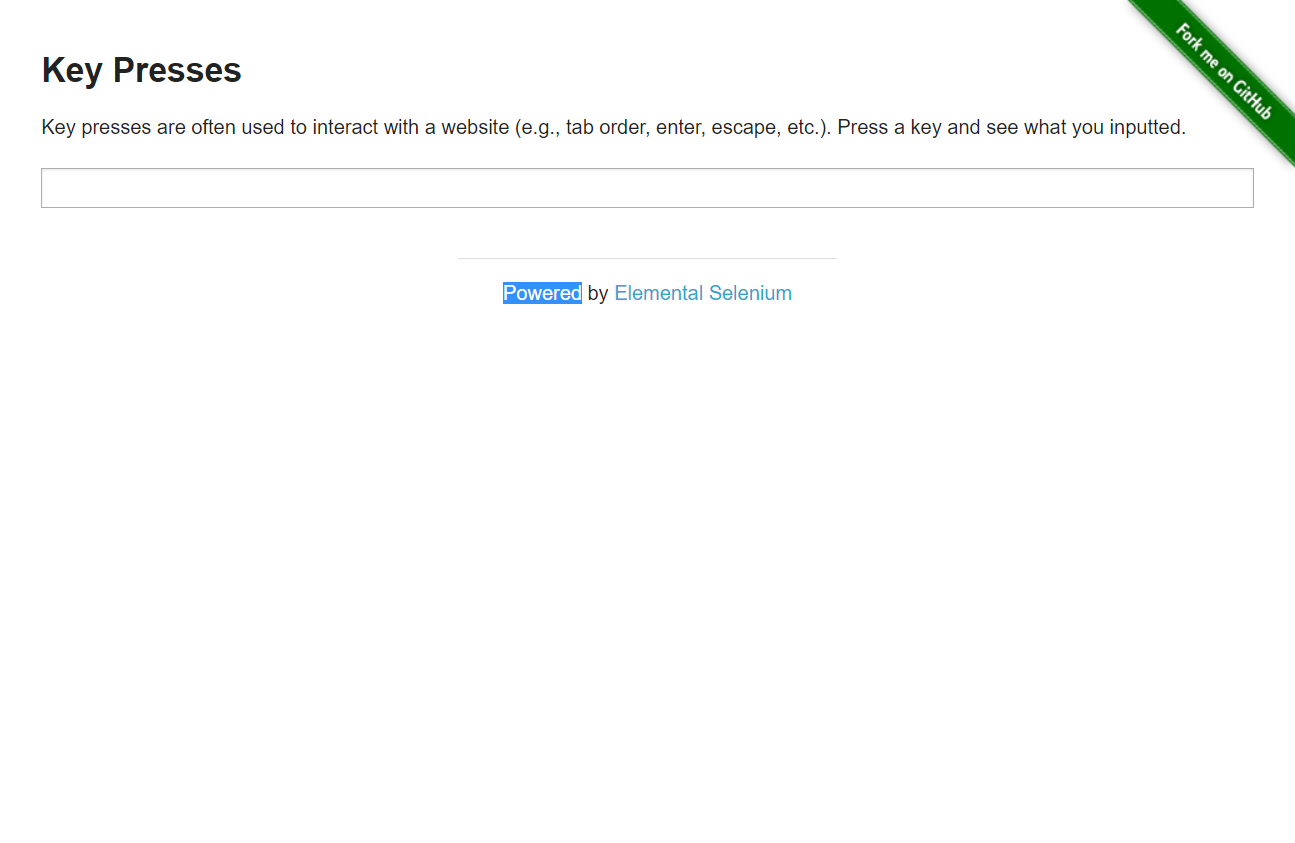 Fork me on GitHub
Key Presses
Key presses are often used to interact with a website (e.g., tab order, enter, escape, etc.). Press a key and see what you inputted.
Powered by Elemental Selenium